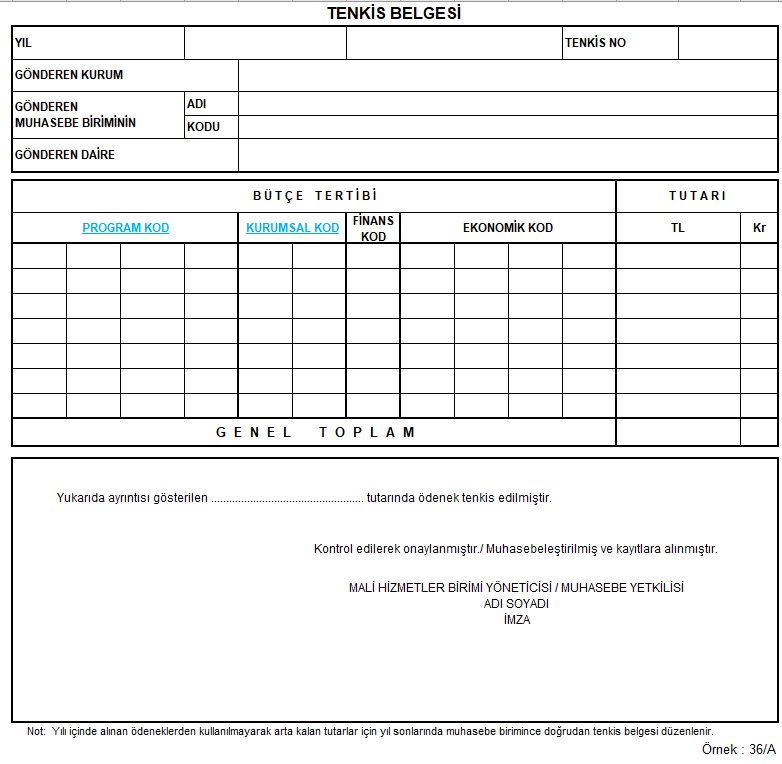 TENKİS BELGESİ
YIL TENKİS NO
GÖNDEREN KURUM
GÖNDEREN
MUHASEBE BİRİMİNİN
ADI
KODU
GÖNDEREN DAİRE
BÜTÇE TERTİBİ TUTARI
PROGRAM KOD KURUMSAL KOD FİNANS KOD EKONOMİK KOD TL Kr
GENEL TOPLAM
Yukarıda ayrıntısı gösterilen ................................................... tutarında ödenek tenkis edilmiştir.
Kontrol edilerek onaylanmıştır./ Muhasebeleştirilmiş ve kayıtlara alınmıştır.
MALİ HİZMETLER BİRİMİ YÖNETİCİSİ / MUHASEBE YETKİLİSİ
ADI SOYADI
İMZA
Not: Yılı içinde alınan ödeneklerden kullanılmayarak arta kalan tutarlar için yıl sonlarında muhasebe birimince doğrudan tenkis belgesi düzenlenir.
Örnek : 36/A